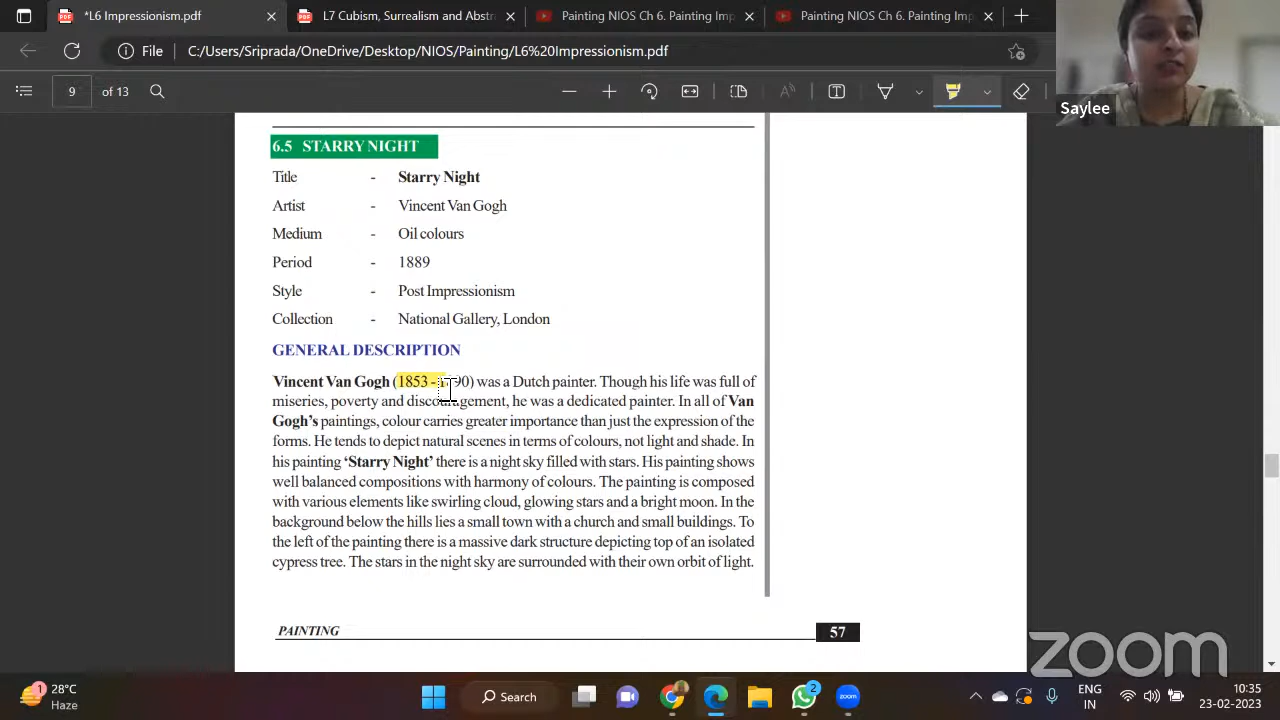 *L6 Impressionism.pdf
L7 Cubism, Surrealism and Abst
Painting NIOS Ch 6. Painting Imp
Painting NIOS Ch 6. Painting Imp
File
C:/Users/Sriprada/OneDrive/Desktop/NIOS/Painting/L6%20Impressionism.pdf
9 of 13
Saylee
6.5 STARRY NIGHT
Title - Starry Night
Artist - Vincent Van Gogh
Medium - Oil colours
Period - 1889
Style - Post Impressionism
Collection - National Gallery, London
GENERAL DESCRIPTION
Vincent Van Gogh (1853 - 90) was a Dutch painter. Though his life was full of
miseries, poverty and discouragement, he was a dedicated painter. In all of Van
Gogh's paintings, colour carries greater importance than just the expression of the
forms. He tends to depict natural scenes in terms of colours, not light and shade. In
his painting 'Starry Night' there is a night sky filled with stars. His painting shows
well balanced compositions with harmony of colours. The painting is composed
with various elements like swirling cloud, glowing stars and a bright moon. In the
background below the hills lies a small town with a church and small buildings. To
the left of the painting there is a massive dark structure depicting top of an isolated
cypress tree. The stars in the night sky are surrounded with their own orbit of light.
PAINTING 57
zoom
1
28°C
Haze
Search
2
zoom
ENG
IN
10:35
23-02-2023